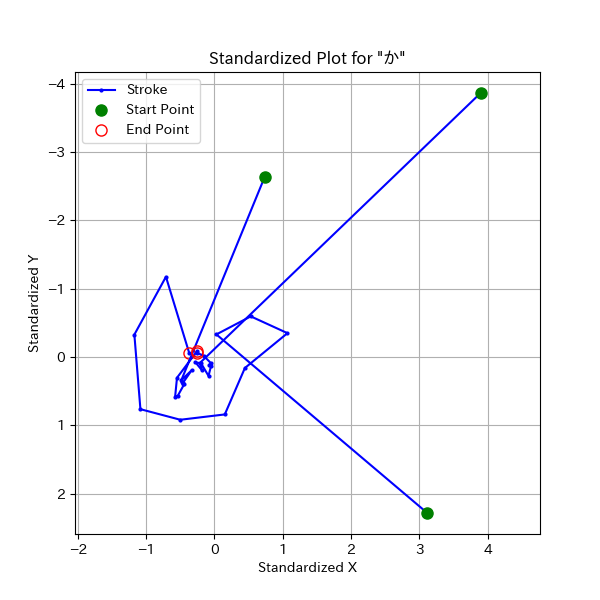 Standardized Plot for "か"
Stroke
Start Point
End Point
−4
−3
−2
−1
0
1
2
Standardized Y
−2 −1 0 1 2 3 4
Standardized X